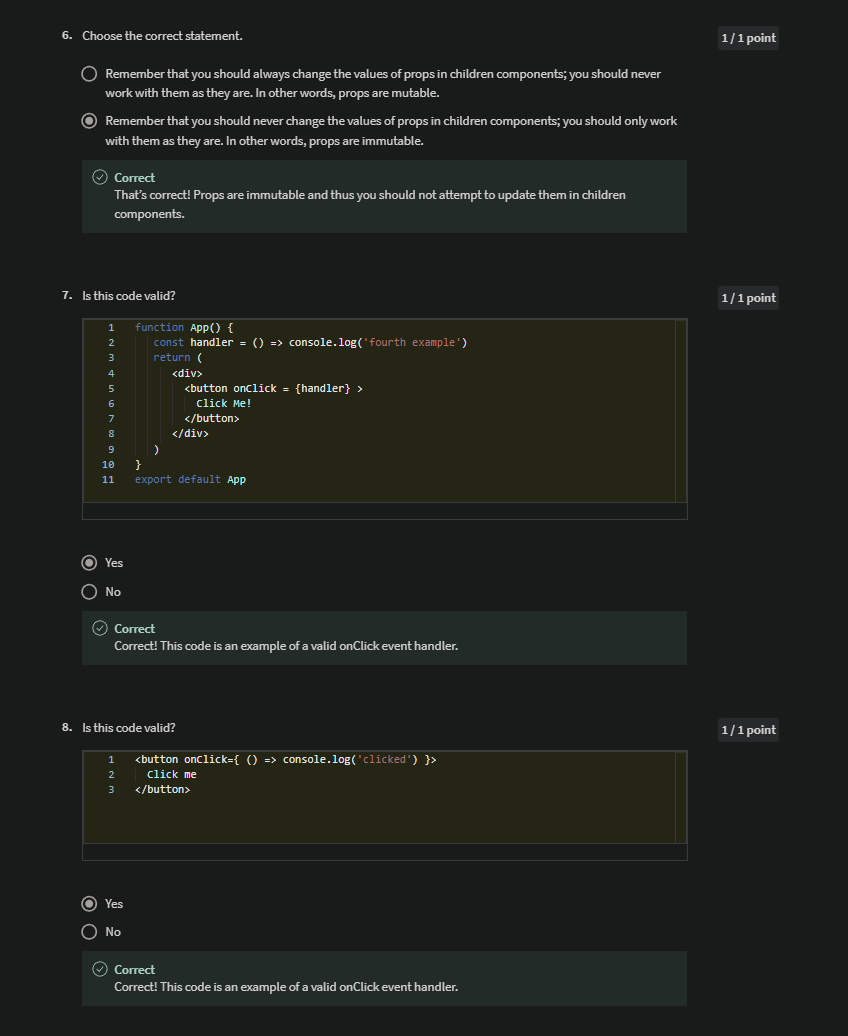 6. Choose the correct statement.
1 / 1 point
Remember that you should always change the values of props in children components; you should never
work with them as they are. In other words, props are mutable.
Remember that you should never change the values of props in children components; you should only work
with them as they are. In other words, props are immutable.
Correct
That's correct! Props are immutable and thus you should not attempt to update them in children
components.
7. Is this code valid?
1 / 1 point
1 function App() {
2 const handler = () => console.log('fourth example')
3 return (
4 <div>
5 <button onClick = {handler} >
6 Click Me!
7 </button>
8 </div>
9 )
10 }
11 export default App
Yes
No
Correct
Correct! This code is an example of a valid onClick event handler.
8. Is this code valid?
1 / 1 point
1 <button onClick={ () => console.log('clicked') }>
2 Click me
3 </button>
Yes
No
Correct
Correct! This code is an example of a valid onClick event handler.